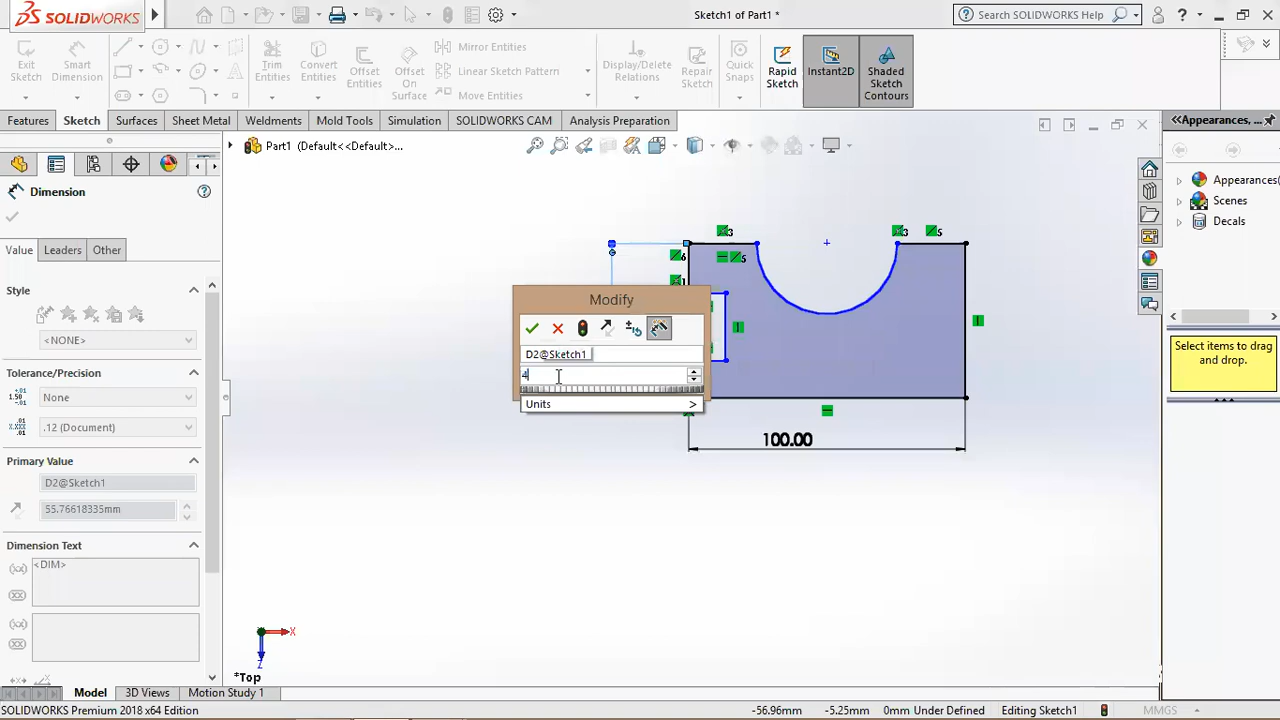 SOLIDWORKS
Sketch1 of Part1 *
Search SOLIDWORKS Help
Exit Sketch
Smart Dimension
Trim Entities
Convert Entities
Offset Entities
Offset On Surface
Mirror Entities
Linear Sketch Pattern
Move Entities
Display/Delete Relations
Repair Sketch
Quick Snaps
Rapid Sketch
Instant2D
Shaded Sketch Contours
Features
Sketch
Surfaces
Sheet Metal
Weldments
Mold Tools
Simulation
SOLIDWORKS CAM
Analysis Preparation
<<Appearances,
Part1 (Default<<Default>...
Dimension
Value
Leaders
Other
Style
<NONE>
Tolerance/Precision
None
.12 (Document)
Primary Value
D2@Sketch1
55.76618335mm
Dimension Text
<DIM>
Modify
D2@Sketch1
4
Units
>
100.00
Appearances(
Scenes
Decals
Select items to drag
and drop.
X
Z
*Top
Model
3D Views
Motion Study 1
SOLIDWORKS Premium 2018 x64 Edition
-56.96mm
-5.25mm
0mm
Under Defined
Editing Sketch1
MMGS